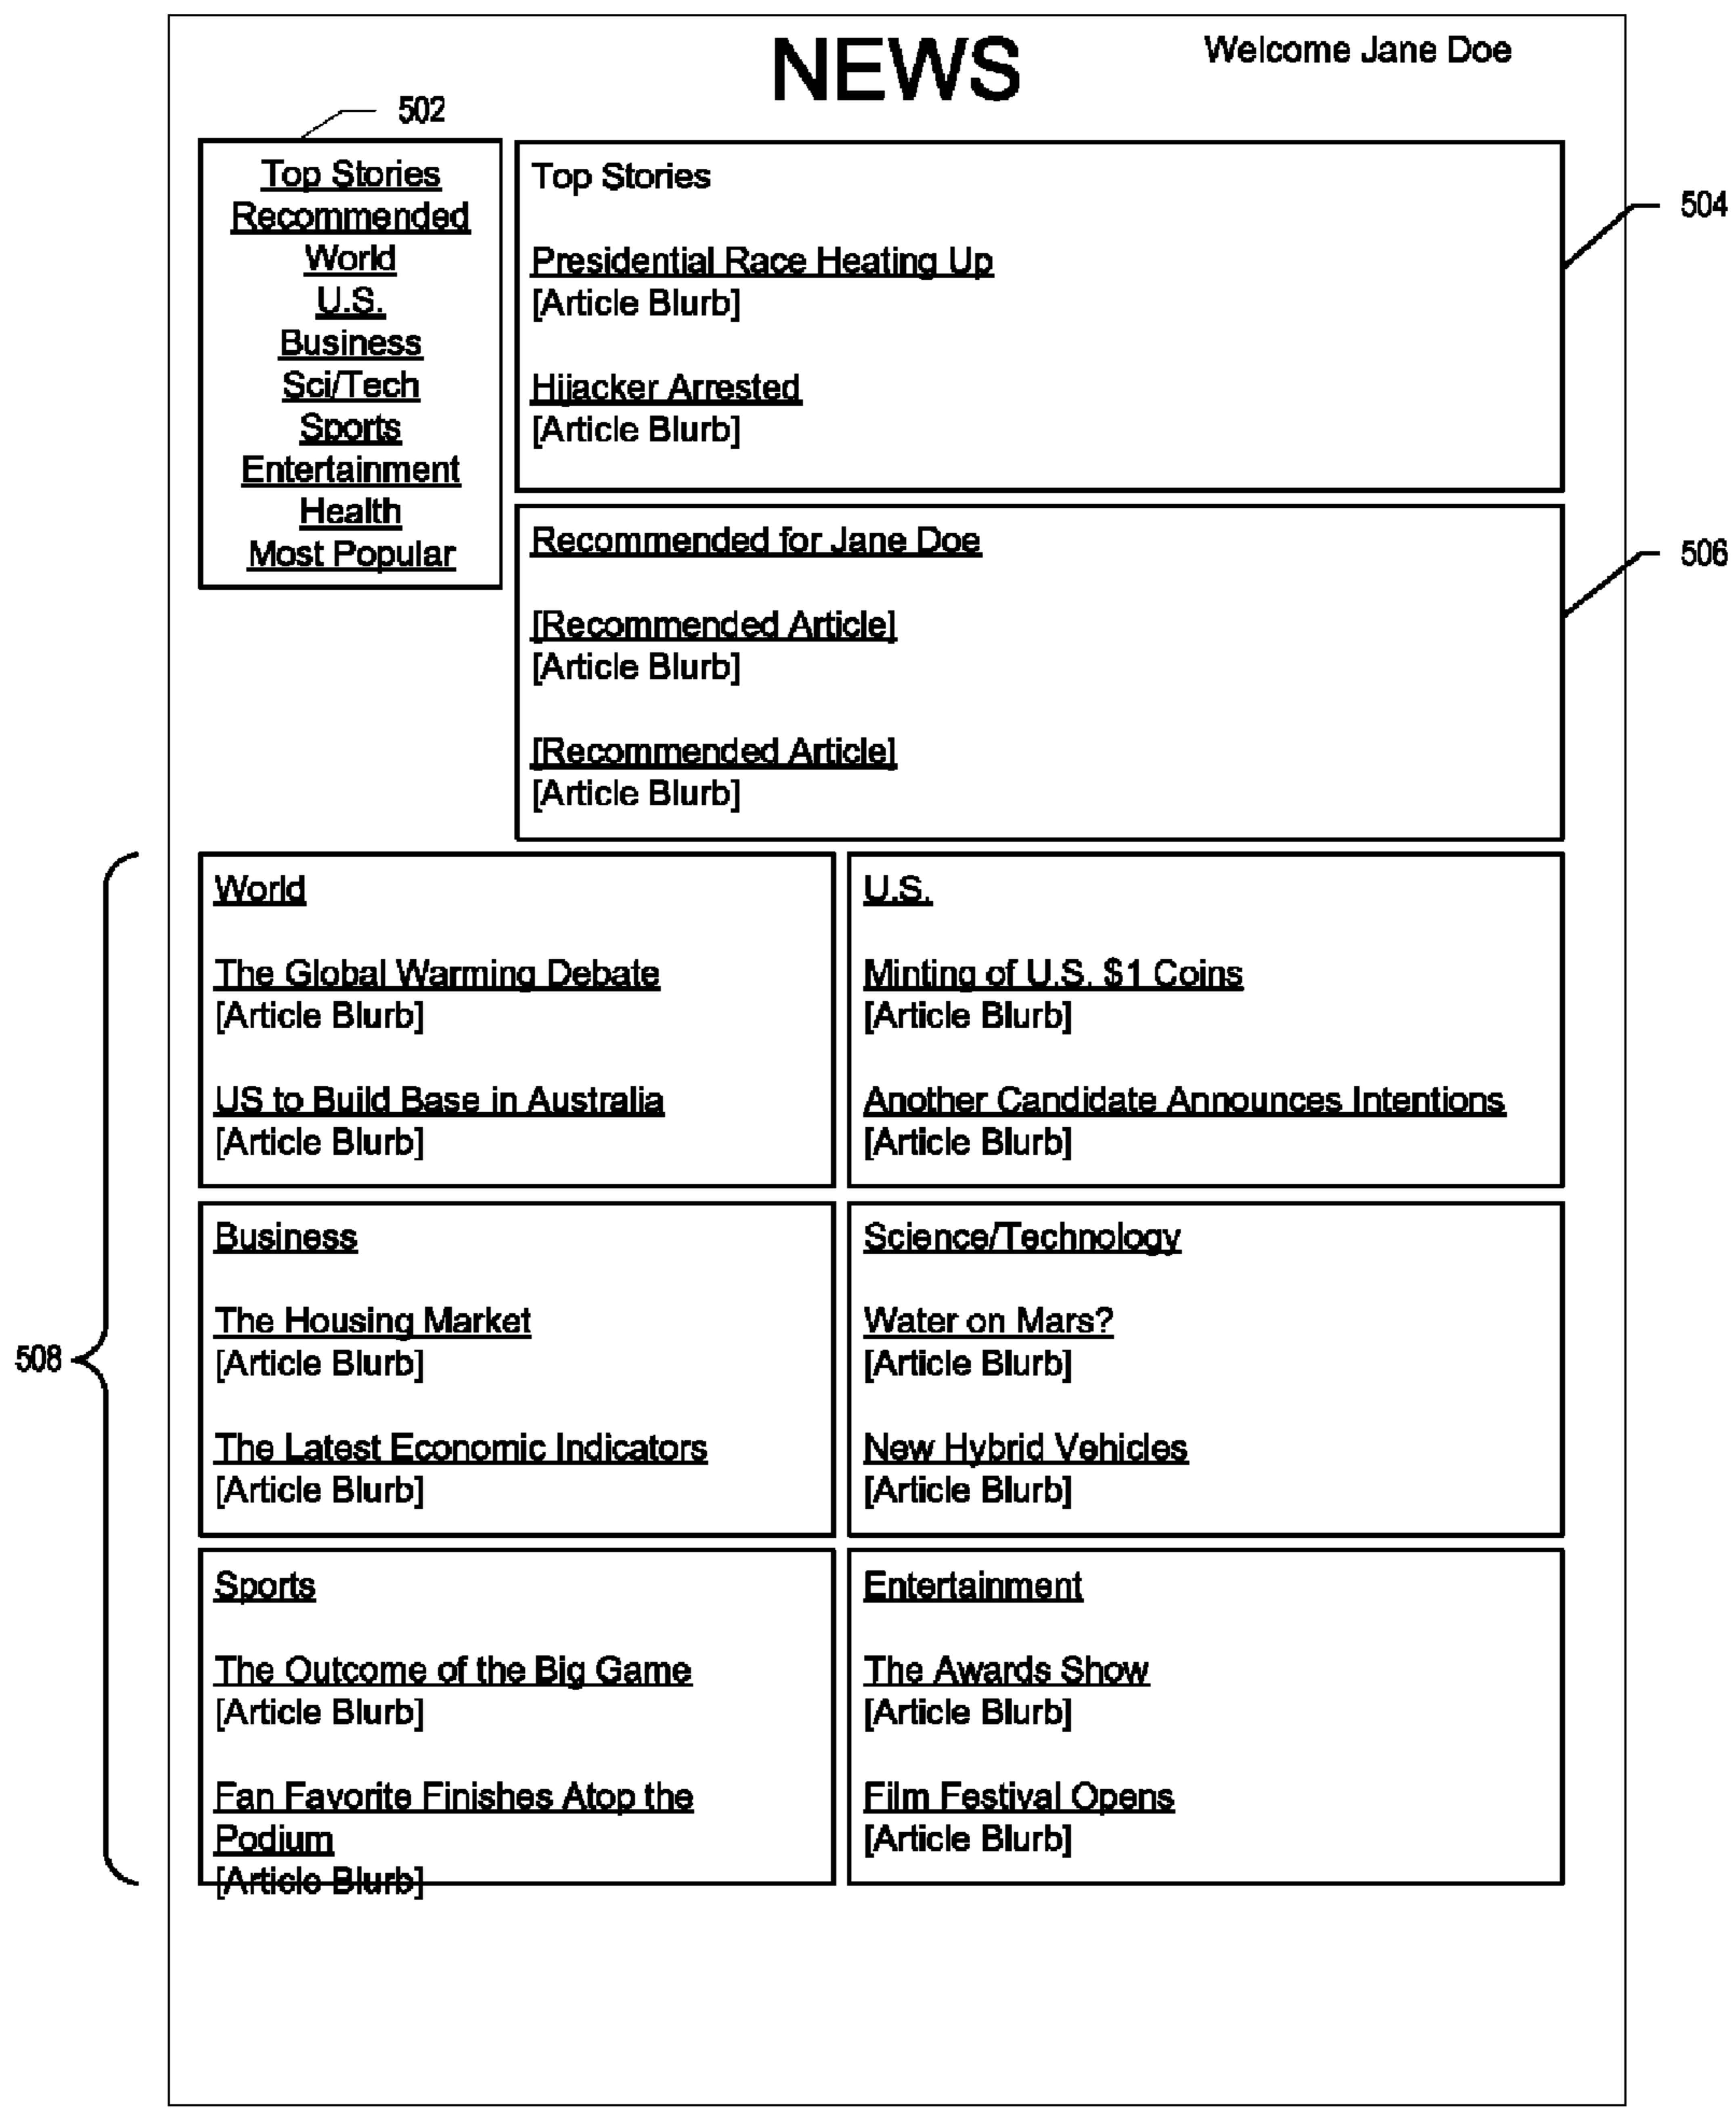 NEWS
Welcome Jane Doe
502
Top Stories
Recommended
World
U.S.
Business
Sci/Tech
Sports
Entertainment
Health
Most Popular
Top Stories
Presidential Race Heating Up
[Article Blurb]
Hijacker Arrested
[Article Blurb]
504
Recommended for Jane Doe
[Recommended Article]
[Article Blurb]
[Recommended Article]
[Article Blurb]
506
508
World
The Global Warming Debate
[Article Blurb]
US to Build Base in Australia
[Article Blurb]
U.S.
Minting of U.S. $1 Coins
[Article Blurb]
Another Candidate Announces Intentions
[Article Blurb]
Business
The Housing Market
[Article Blurb]
The Latest Economic Indicators
[Article Blurb]
Science/Technology
Water on Mars?
[Article Blurb]
New Hybrid Vehicles
[Article Blurb]
Sports
The Outcome of the Big Game
[Article Blurb]
Fan Favorite Finishes Atop the
Podium
[Article Blurb]
Entertainment
The Awards Show
[Article Blurb]
Film Festival Opens
[Article Blurb]